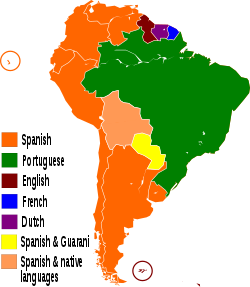 Spanish
Portuguese
English
French
Dutch
Spanish & Guarani
Spanish & native
languages